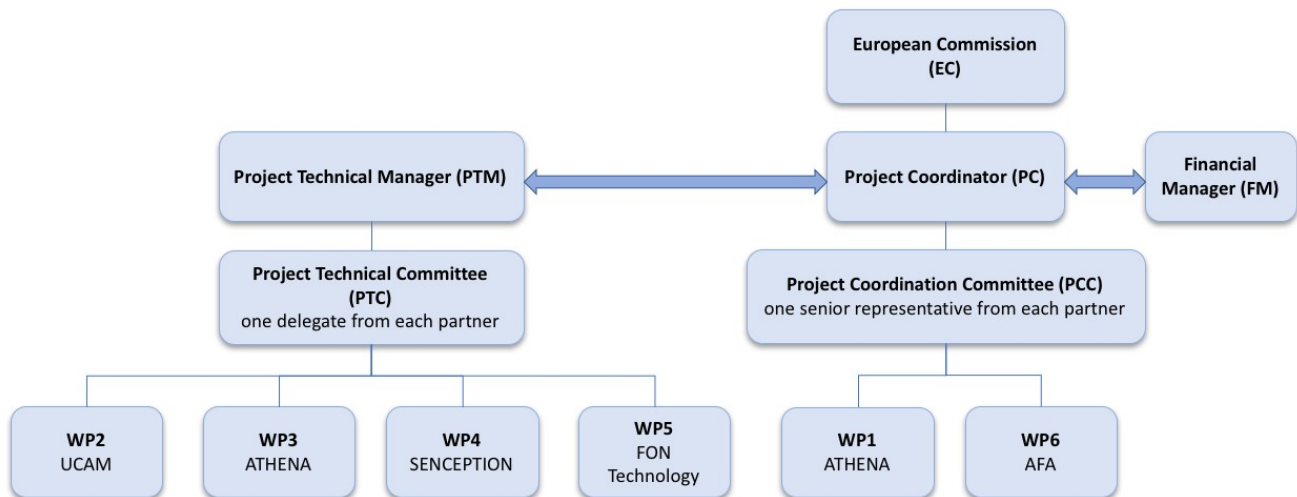 European Commission
(EC)
Project Technical Manager (PTM)
Project Coordinator (PC)
Financial
Manager (FM)
Project Technical Committee
(PTC)
one delegate from each partner
Project Coordination Committee (PCC)
one senior representative from each partner
WP2
UCAM
WP3
ATHENA
WP4
SENCEPTION
WP5
FON
Technology
WP1
ATHENA
WP6
AFA